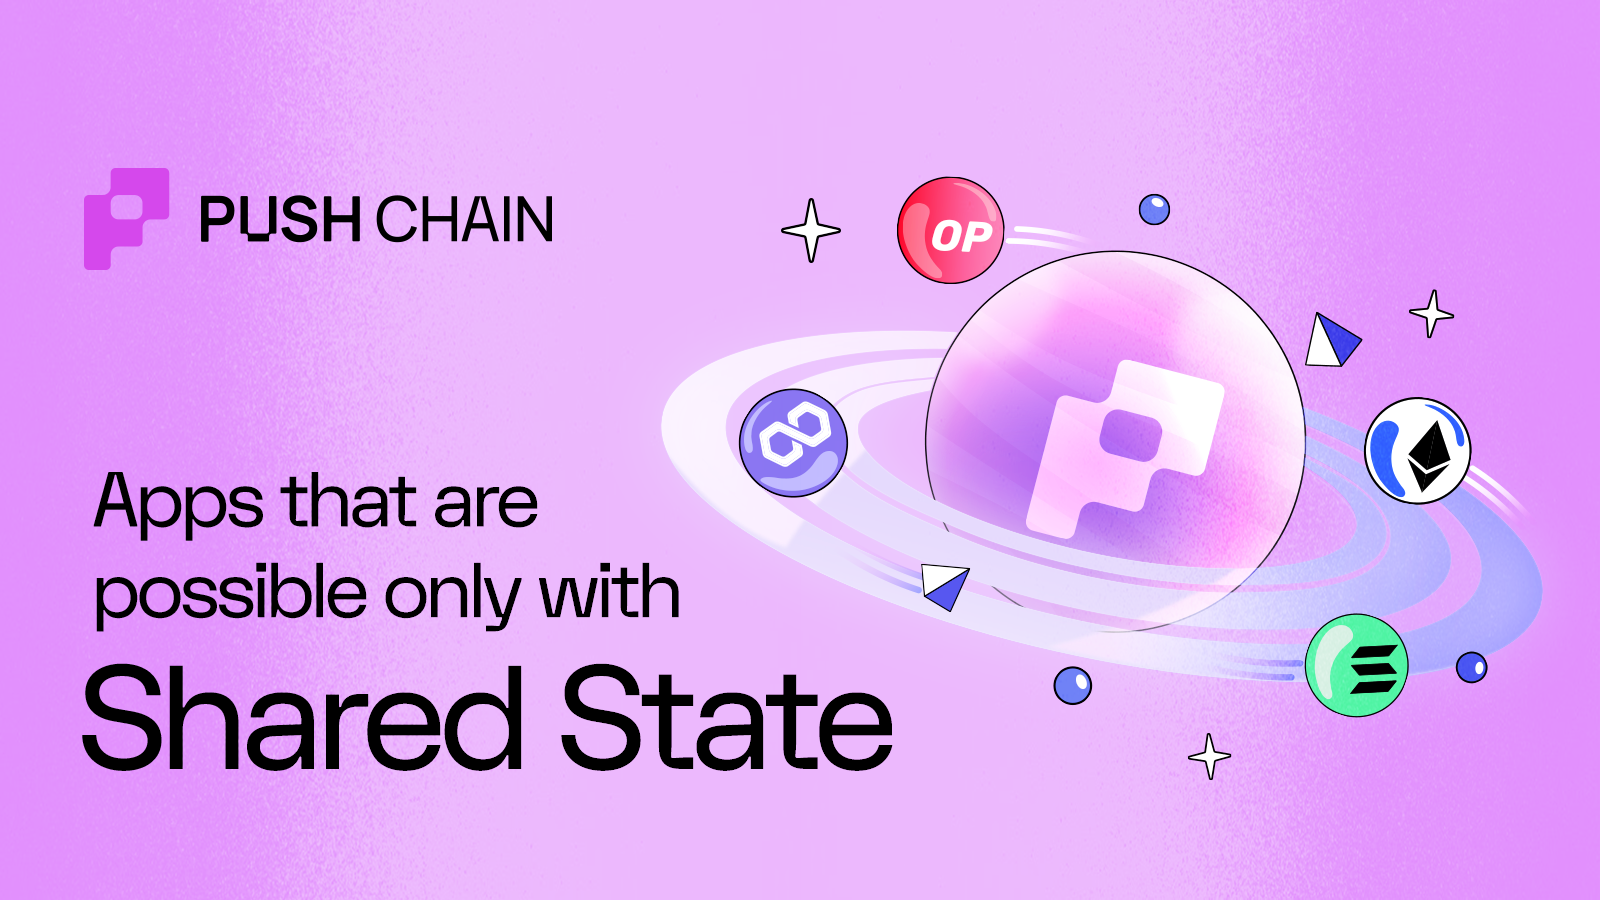 PUSH CHAIN
OP
Apps that are
possible only with
Shared State